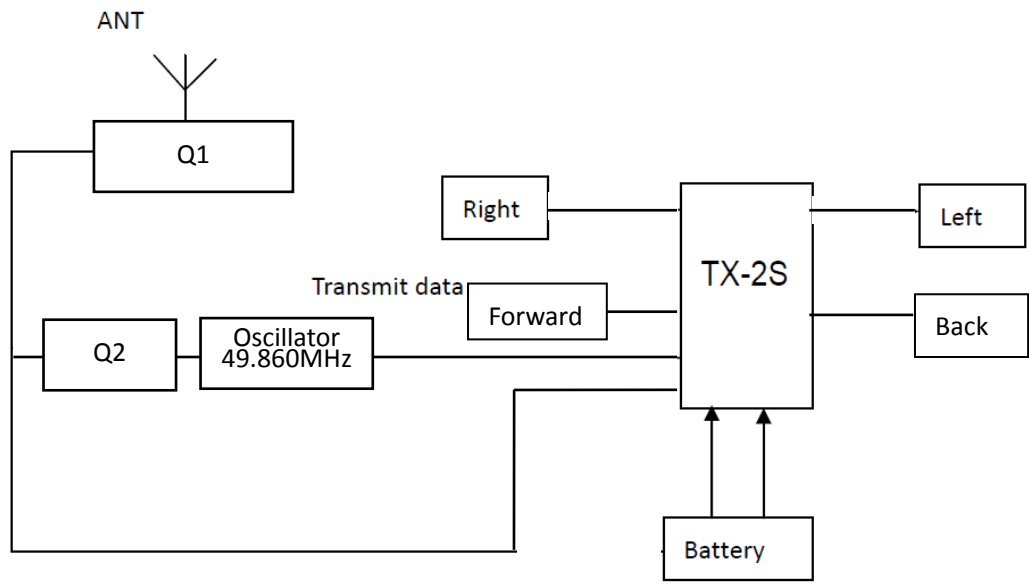 ANT
Q1
Right
Left
TX-2S
Transmit data
Forward
Back
Q2
Oscillator
49.860MHz
Battery